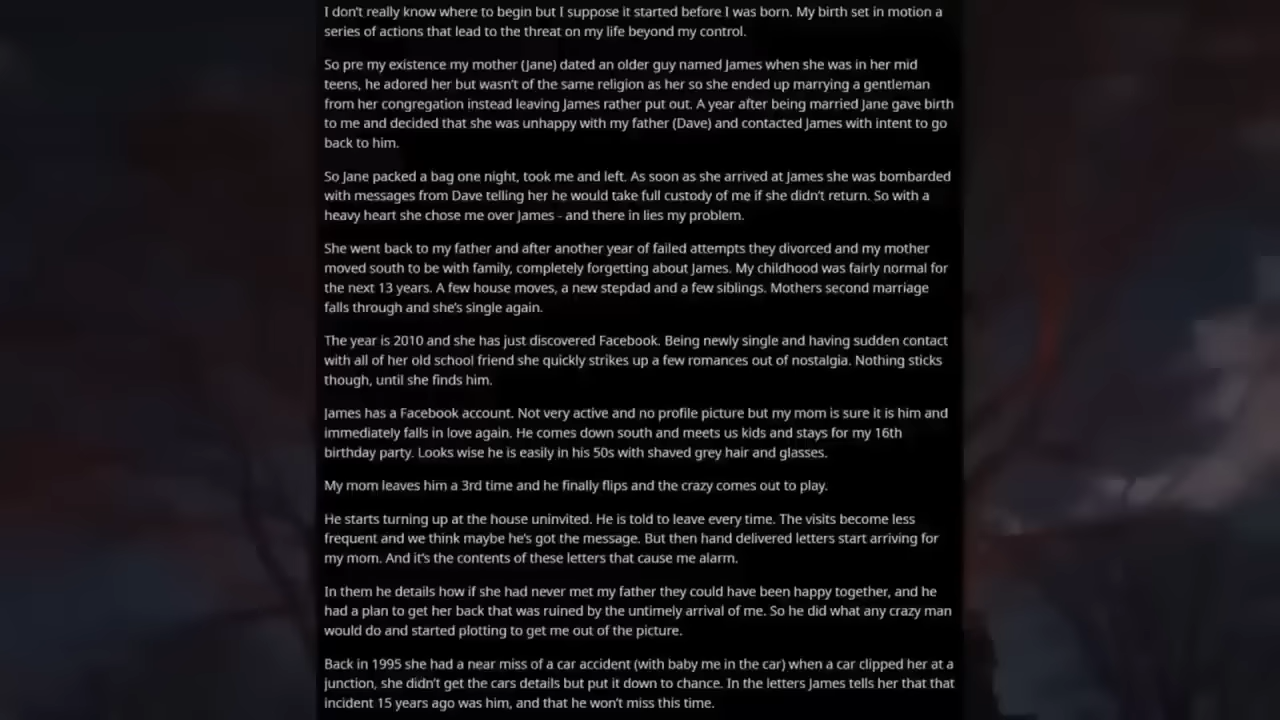 I don't really know where to begin but I suppose it started before I was born. My birth set in motion a
series of actions that lead to the threat on my life beyond my control.
So pre my existence my mother (Jane) dated an older guy named James when she was in her mid
teens, he adored her but wasn't of the same religion as her so she ended up marrying a gentleman
from her congregation instead leaving James rather put out. A year after being married Jane gave birth
to me and decided that she was unhappy with my father (Dave) and contacted James with intent to go
back to him.
So Jane packed a bag one night, took me and left. As soon as she arrived at James she was bombarded
with messages from Dave telling her he would take full custody of me if she didn't return. So with a
heavy heart she chose me over James - and there in lies my problem.
She went back to my father and after another year of failed attempts they divorced and my mother
moved south to be with family, completely forgetting about James. My childhood was fairly normal for
the next 13 years. A few house moves, a new stepdad and a few siblings. Mothers second marriage
falls through and she's single again.
The year is 2010 and she has just discovered Facebook. Being newly single and having sudden contact
with all of her old school friend she quickly strikes up a few romances out of nostalgia. Nothing sticks
though, until she finds him.
James has a Facebook account. Not very active and no profile picture but my mom is sure it is him and
immediately falls in love again. He comes down south and meets us kids and stays for my 16th
birthday party. Looks wise he is easily in his 50s with shaved grey hair and glasses.
My mom leaves him a 3rd time and he finally flips and the crazy comes out to play.
He starts turning up at the house uninvited. He is told to leave every time. The visits become less
frequent and we think maybe he's got the message. But then hand delivered letters start arriving for
my mom. And it's the contents of these letters that cause me alarm.
In them he details how if she had never met my father they could have been happy together, and he
had a plan to get her back that was ruined by the untimely arrival of me. So he did what any crazy man
would do and started plotting to get me out of the picture.
Back in 1995 she had a near miss of a car accident (with baby me in the car) when a car clipped her at a
junction, she didn't get the cars details but put it down to chance. In the letters James tells her that that
incident 15 years ago was him, and that he won't miss this time.